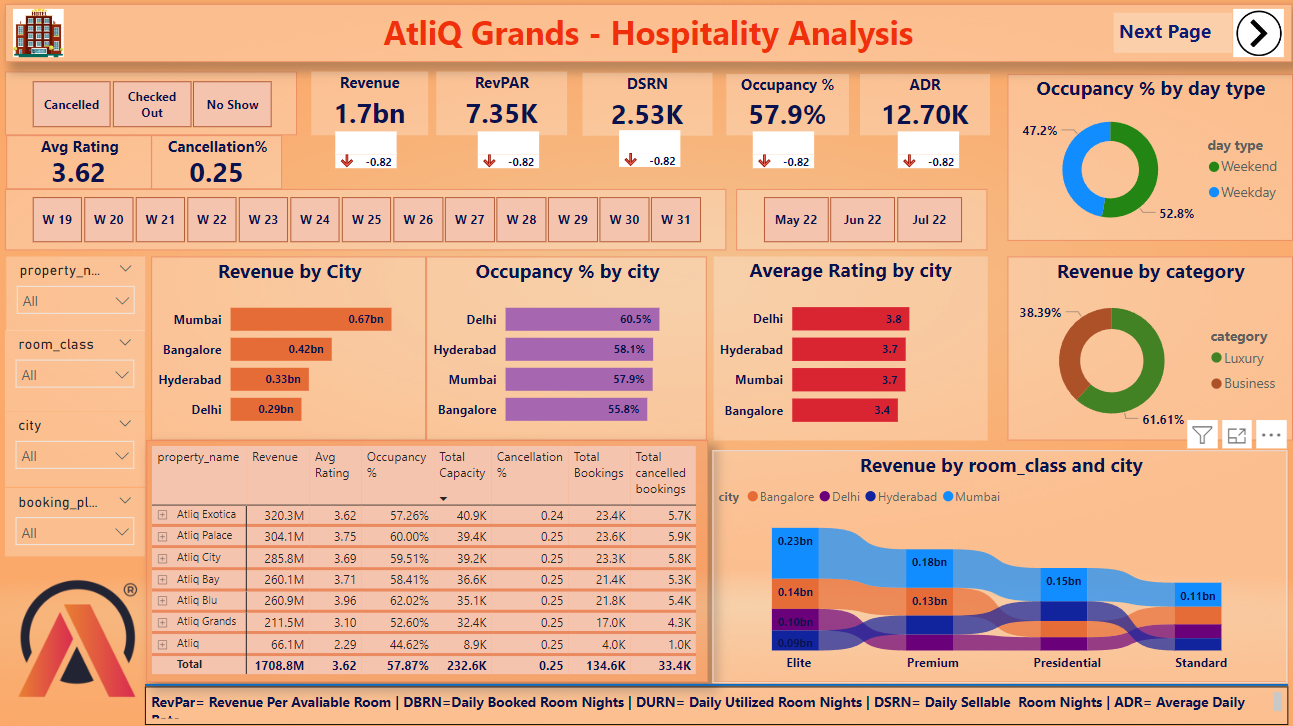 AtliQ Grands - Hospitality Analysis
Next Page
Cancelled
Checked
Out
No Show
Revenue
1.7bn
-0.82
RevPAR
7.35K
-0.82
DSRN
2.53K
-0.82
Occupancy %
57.9%
-0.82
ADR
12.70K
-0.82
Avg Rating
3.62
Cancellation%
0.25
Occupancy % by day type
47.2%
52.8%
day type
Weekend
Weekday
W 19 W 20 W 21 W 22 W 23 W 24 W 25 W 26 W 27 W 28 W 29 W 30 W 31
May 22 Jun 22 Jul 22
property_n...
All
room_class
All
city
All
booking_pl...
All
Revenue by City
Mumbai 0.67bn
Bangalore 0.42bn
Hyderabad 0.33bn
Delhi 0.29bn
Occupancy % by city
Delhi 60.5%
Hyderabad 58.1%
Mumbai 57.9%
Bangalore 55.8%
Average Rating by city
Delhi 3.8
Hyderabad 3.7
Mumbai 3.7
Bangalore 3.4
Revenue by category
38.39%
61.61%
category
Luxury
Business
property_name Revenue Avg Rating Occupancy % Total Capacity Cancellation % Total Bookings Total cancelled bookings
Atliq Exotica 320.3M 3.62 57.26% 40.9K 0.24 23.4K 5.7K
Atliq Palace 304.1M 3.75 60.00% 39.4K 0.25 23.6K 5.9K
Atliq City 285.8M 3.69 59.51% 39.2K 0.25 23.3K 5.8K
Atliq Bay 260.1M 3.71 58.41% 36.6K 0.25 21.4K 5.3K
Atliq Blu 260.9M 3.96 62.02% 35.1K 0.25 21.8K 5.4K
Atliq Grands 211.5M 3.10 52.60% 32.4K 0.25 17.0K 4.3K
Atliq 66.1M 2.29 44.62% 8.9K 0.25 4.0K 1.0K
Total 1708.8M 3.62 57.87% 232.6K 0.25 134.6K 33.4K
Revenue by room_class and city
city Bangalore Delhi Hyderabad Mumbai
0.23bn
0.14bn
0.10bn
0.09bn
0.18bn
0.13bn
0.15bn
0.11bn
Elite Premium Presidential Standard
®
RevPar= Revenue Per Avaliable Room | DBRN=Daily Booked Room Nights | DURN= Daily Utilized Room Nights | DSRN= Daily Sellable Room Nights | ADR= Average Daily